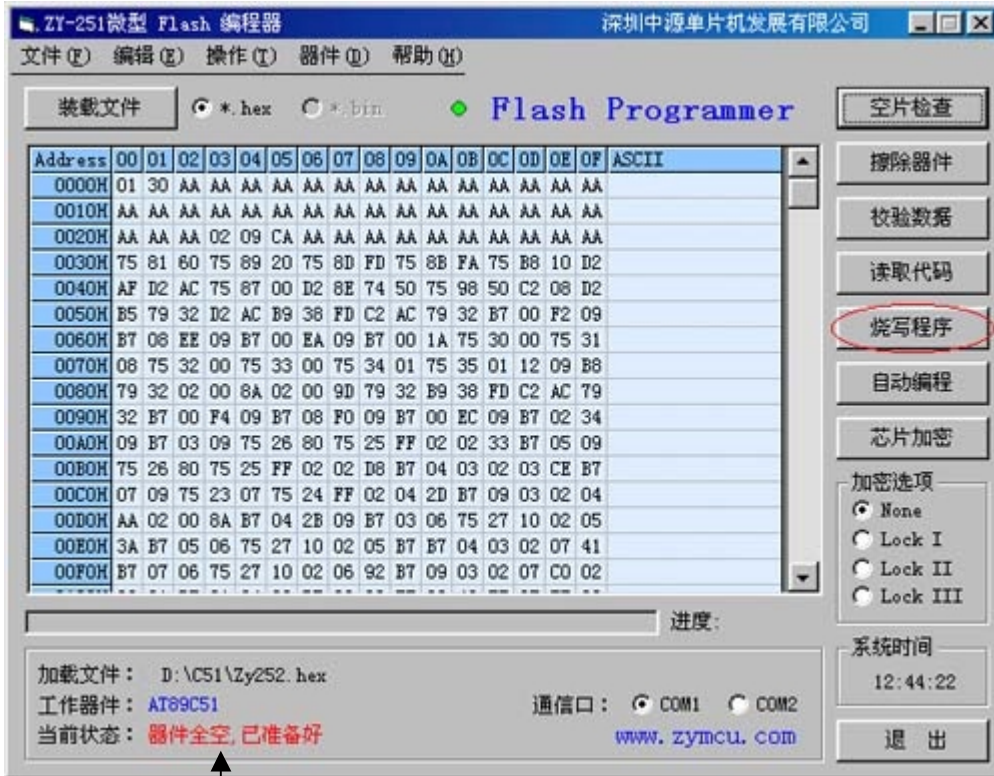 ZY-251微型 Flash 编程器 深圳中源单片机发展有限公司
文件(F) 编辑(E) 操作(T) 器件(D) 帮助(H)
装载文件 *.hex *.bin Flash Programmer 空片检查
Address 00 01 02 03 04 05 06 07 08 09 0A 0B 0C 0D 0E 0F ASCII
0000H 01 30 AA AA AA AA AA AA AA AA AA AA AA AA AA AA
0010H AA AA AA AA AA AA AA AA AA AA AA AA AA AA AA AA
0020H AA AA AA 02 09 CA AA AA AA AA AA AA AA AA AA AA
0030H 75 81 60 75 89 20 75 8D FD 75 8B FA 75 B8 10 D2
0040H AF D2 AC 75 87 00 D2 8E 74 50 75 98 50 C2 08 D2
0050H B5 79 32 D2 AC B9 38 FD C2 AC 79 32 B7 00 F2 09
0060H B7 08 EE 09 B7 00 EA 09 B7 00 1A 75 30 00 75 31
0070H 08 75 32 00 75 33 00 75 34 01 75 35 01 12 09 B8
0080H 79 32 02 00 8A 02 00 9D 79 32 B9 38 FD C2 AC 79
0090H 32 B7 00 F4 09 B7 08 F0 09 B7 00 EC 09 B7 02 34
00A0H 09 B7 03 09 75 26 80 75 25 FF 02 02 33 B7 05 09
00B0H 75 26 80 75 25 FF 02 02 D8 B7 04 03 02 03 CE B7
00C0H 07 09 75 23 07 75 24 FF 02 04 2D B7 09 03 02 04
00D0H AA 02 00 8A B7 04 2B 09 B7 03 06 75 27 10 02 05
00E0H 3A B7 05 06 75 27 10 02 05 B7 B7 04 03 02 07 41
00F0H B7 07 06 75 27 10 02 06 92 B7 09 03 02 07 C0 02
擦除器件
校验数据
读取代码
烧写程序
自动编程
芯片加密
加密选项
None
Lock I
Lock II
Lock III
进度:
加载文件： D:\C51\Zy252.hex
工作器件： AT89C51
通信口： COM1 COM2
当前状态： 器件全空,已准备好
www.zymcu.com
系统时间
12:44:22
退 出